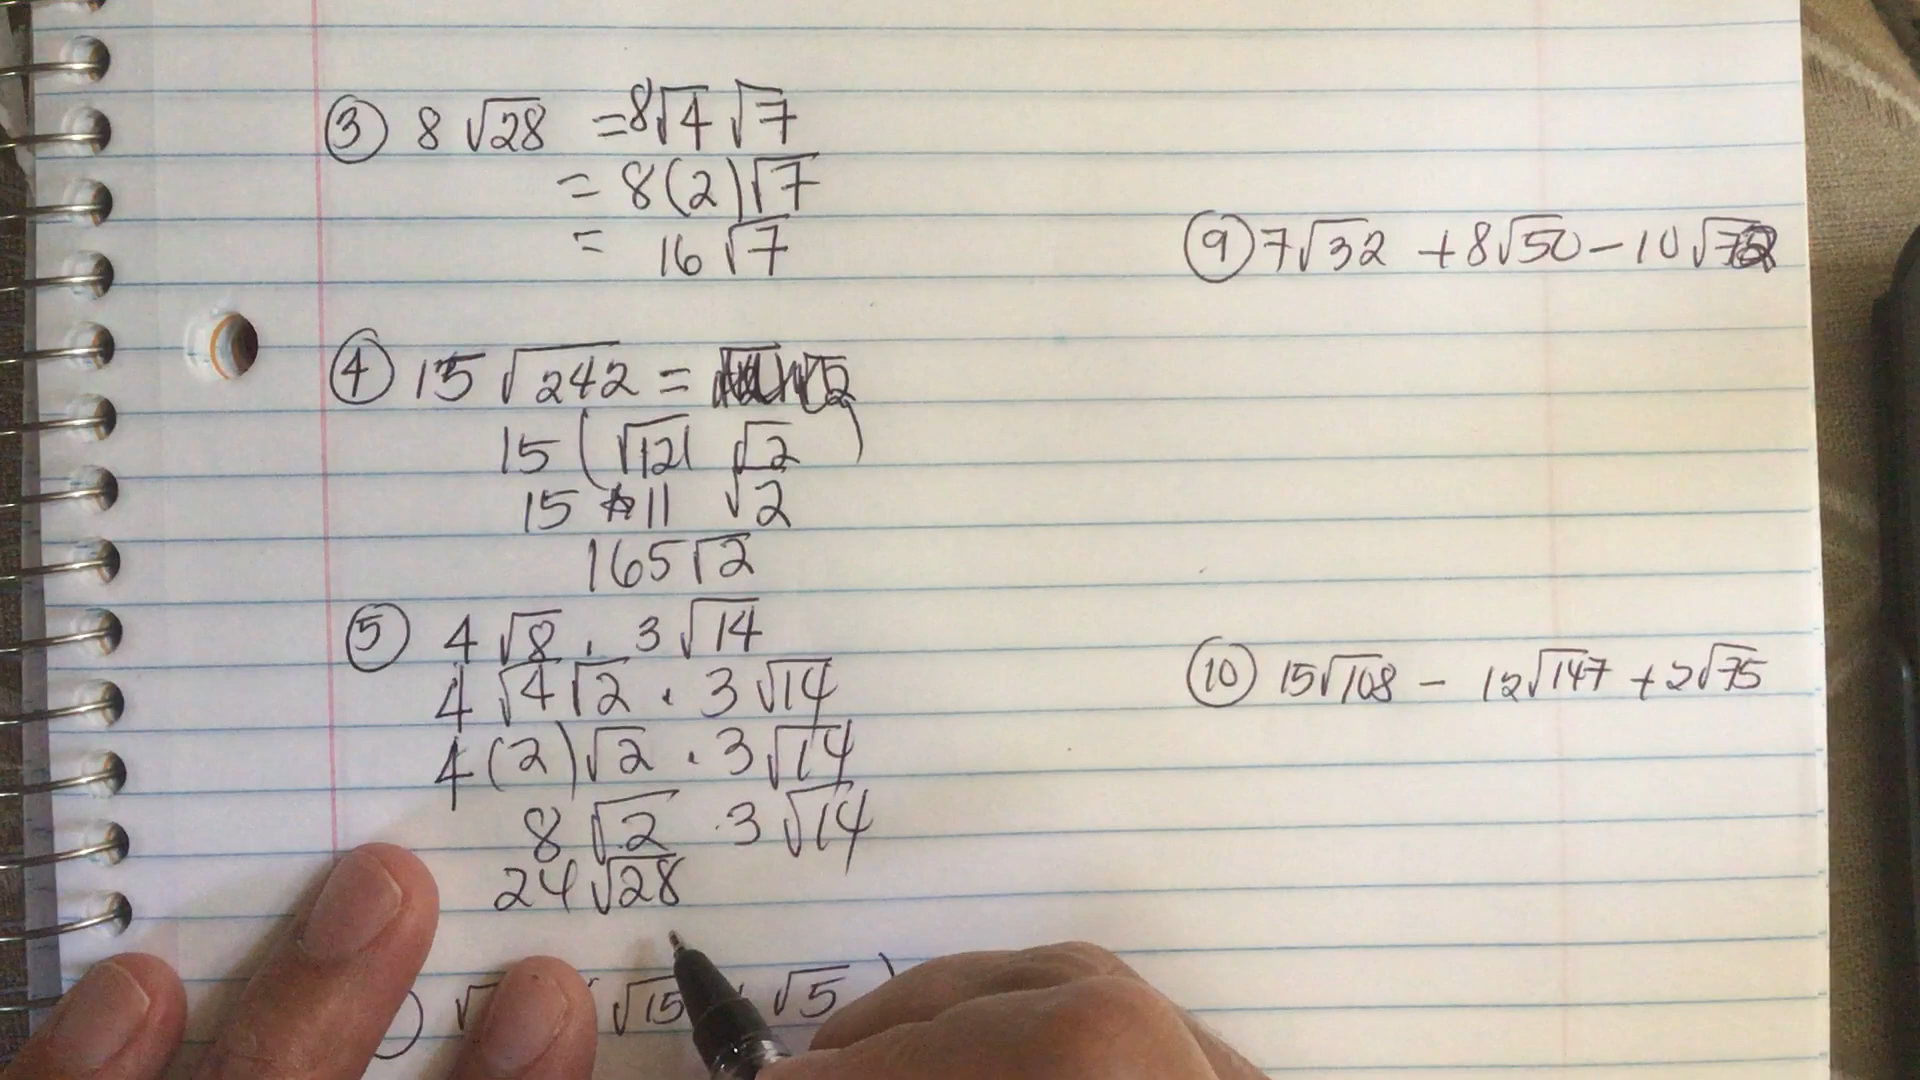 ③ 8 √28 = 8√4 √7
= 8(2)√7
= 16 √7
④ 15 √242 =
15 (√121 √2)
15 * 11 √2
165√2
⑤ 4 √8 . 3 √14
4 √4 √2 . 3 √14
4(2)√2 . 3 √14
8 √2 . 3 √14
24 √28
√15 √5 )
⑨ 7√32 + 8√50 - 10√72
⑩ 15√108 - 12√147 + 2√75